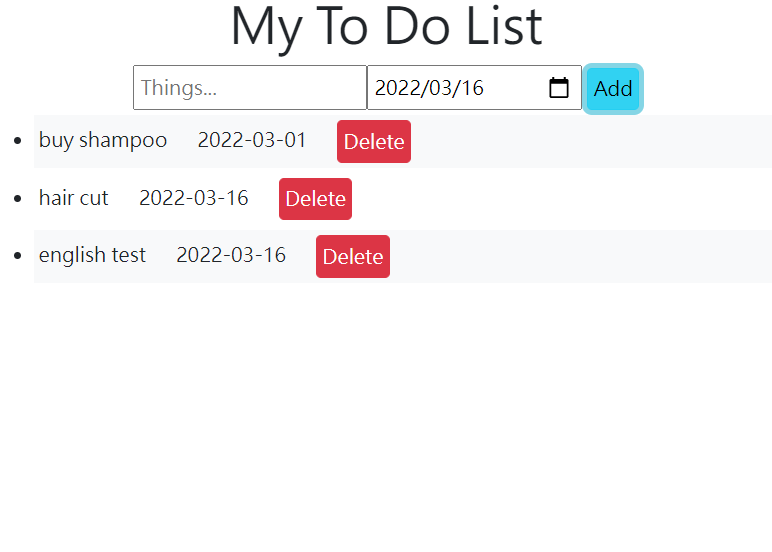 My To Do List
Things... 2022/03/16 Add
buy shampoo 2022-03-01 Delete
hair cut 2022-03-16 Delete
english test 2022-03-16 Delete